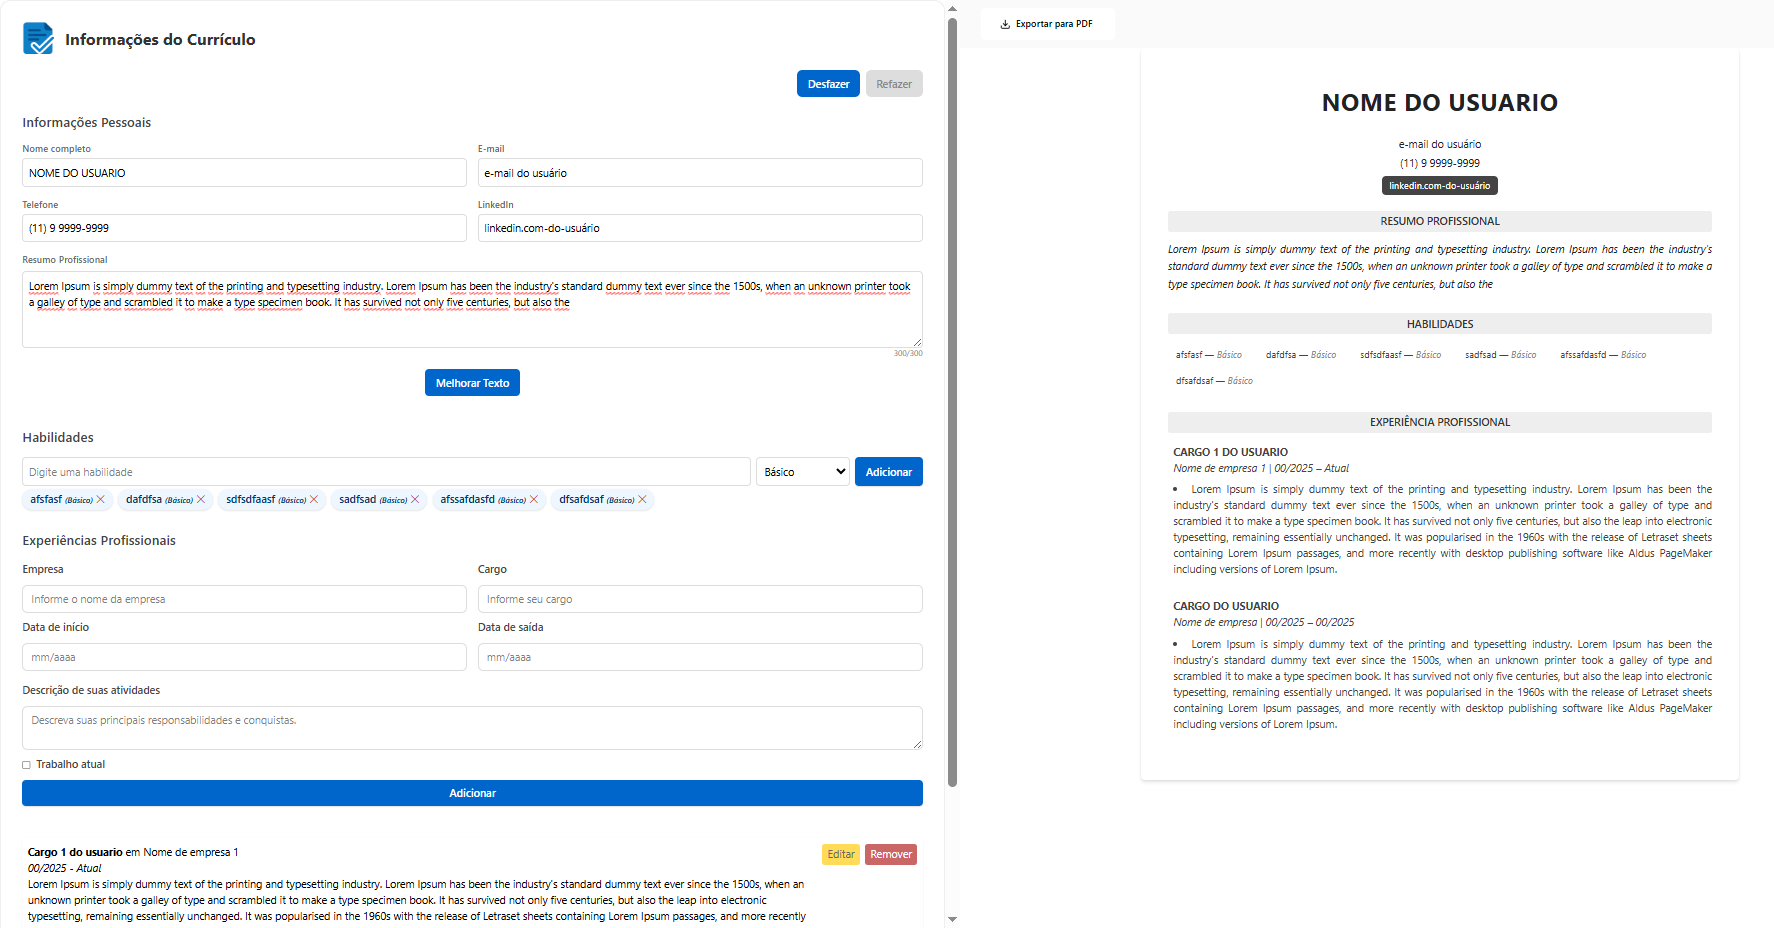 Informações do Currículo
Desfazer
Refazer
Informações Pessoais
Nome completo
E-mail
NOME DO USUARIO
e-mail do usuário
Telefone
LinkedIn
(11) 9 9999-9999
linkedin.com-do-usuário
Resumo Profissional
Lorem Ipsum is simply dummy text of the printing and typesetting industry. Lorem Ipsum has been the industry's standard dummy text ever since the 1500s, when an unknown printer took
a galley of type and scrambled it to make a type specimen book. It has survived not only five centuries, but also the
300/300
Melhorar Texto
Habilidades
Digite uma habilidade
Básico
Adicionar
afsfasf (Básico)
dafdfsa (Básico)
sdfsdfaasf (Básico)
sadfsad (Básico)
afssafdasfd (Básico)
dfsafdsaf (Básico)
Experiências Profissionais
Empresa
Cargo
Informe o nome da empresa
Informe seu cargo
Data de início
Data de saída
mm/aaaa
mm/aaaa
Descrição de suas atividades
Descreva suas principais responsabilidades e conquistas.
Trabalho atual
Adicionar
Cargo 1 do usuario em Nome de empresa 1
Editar
Remover
00/2025 - Atual
Lorem Ipsum is simply dummy text of the printing and typesetting industry. Lorem Ipsum has been the industry's standard dummy text ever since the 1500s, when an
unknown printer took a galley of type and scrambled it to make a type specimen book. It has survived not only five centuries, but also the leap into electronic
typesetting, remaining essentially unchanged. It was popularised in the 1960s with the release of Letraset sheets containing Lorem Ipsum passages, and more recently
Exportar para PDF
NOME DO USUARIO
e-mail do usuário
(11) 9 9999-9999
linkedin.com-do-usuário
RESUMO PROFISSIONAL
Lorem Ipsum is simply dummy text of the printing and typesetting industry. Lorem Ipsum has been the industry's
standard dummy text ever since the 1500s, when an unknown printer took a galley of type and scrambled it to make a
type specimen book. It has survived not only five centuries, but also the
HABILIDADES
afsfasf — Básico
dafdfsa — Básico
sdfsdfaasf — Básico
sadfsad — Básico
afssafdasfd — Básico
dfsafdsaf — Básico
EXPERIÊNCIA PROFISSIONAL
CARGO 1 DO USUARIO
Nome de empresa 1 | 00/2025 – Atual
• Lorem Ipsum is simply dummy text of the printing and typesetting industry. Lorem Ipsum has been the
industry's standard dummy text ever since the 1500s, when an unknown printer took a galley of type and
scrambled it to make a type specimen book. It has survived not only five centuries, but also the leap into electronic
typesetting, remaining essentially unchanged. It was popularised in the 1960s with the release of Letraset sheets
containing Lorem Ipsum passages, and more recently with desktop publishing software like Aldus PageMaker
including versions of Lorem Ipsum.
CARGO DO USUARIO
Nome de empresa | 00/2025 – 00/2025
• Lorem Ipsum is simply dummy text of the printing and typesetting industry. Lorem Ipsum has been the
industry's standard dummy text ever since the 1500s, when an unknown printer took a galley of type and
scrambled it to make a type specimen book. It has survived not only five centuries, but also the leap into electronic
typesetting, remaining essentially unchanged. It was popularised in the 1960s with the release of Letraset sheets
containing Lorem Ipsum passages, and more recently with desktop publishing software like Aldus PageMaker
including versions of Lorem Ipsum.